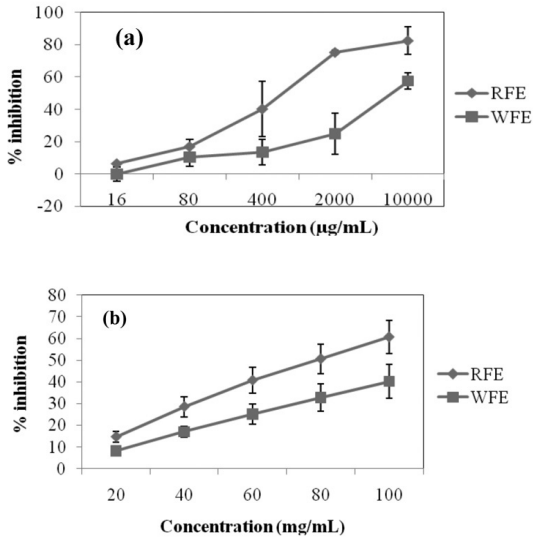 100
(a)
80
60
40
20
0
-20
% inhibition
16 80 400 2000 10000
Concentration (µg/mL)
RFE
WFE
80
(b)
70
60
50
40
30
20
10
0
% inhibition
20 40 60 80 100
Concentration (mg/mL)
RFE
WFE